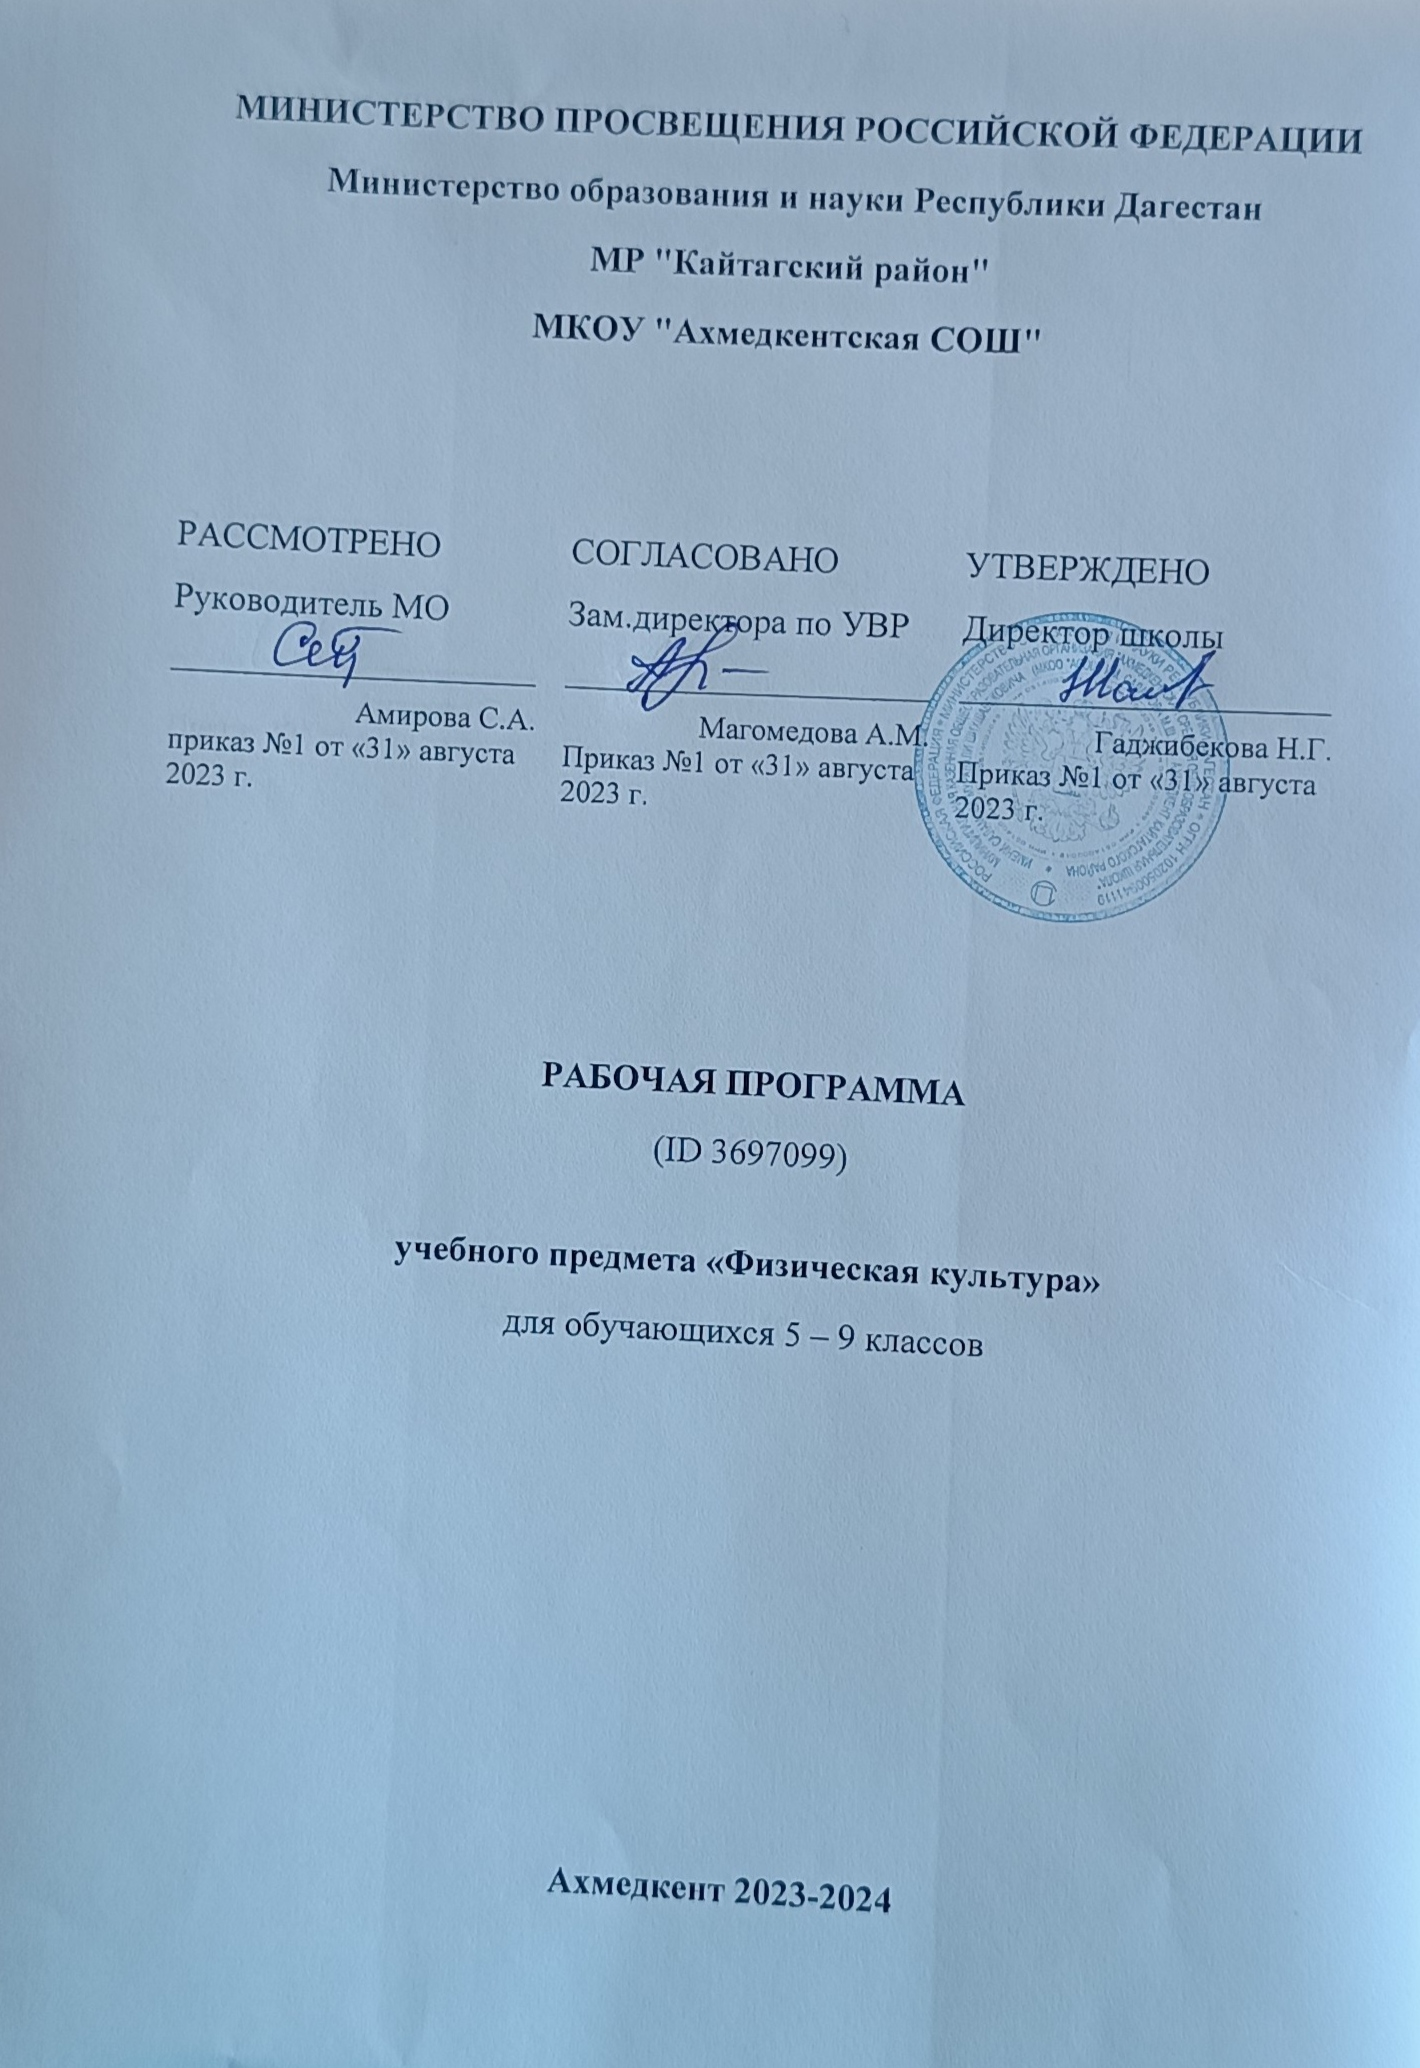 МИНИСТЕРСТВО ПРОСВЕЩЕНИЯ РОССИЙСКОЙ ФЕДЕРАЦИИ
Министерство образования и науки Республики Дагестан
МР "Кайтагский район"
МКОУ "Ахмедкентская СОШ"
РАССМОТРЕНО
Руководитель МО
Амирова С.А.
приказ №1 от «31» августа
2023 г.
СОГЛАСОВАНО
Зам.директора по УВР
Магомедова А.М.
Приказ №1 от «31» августа
2023 г.
УТВЕРЖДЕНО
Директор школы
Гаджибекова Н.Г.
Приказ №1 от «31» августа
2023 г.
РАБОЧАЯ ПРОГРАММА
(ID 3697099)
учебного предмета «Физическая культура»
для обучающихся 5 – 9 классов
Ахмедкент 2023-2024